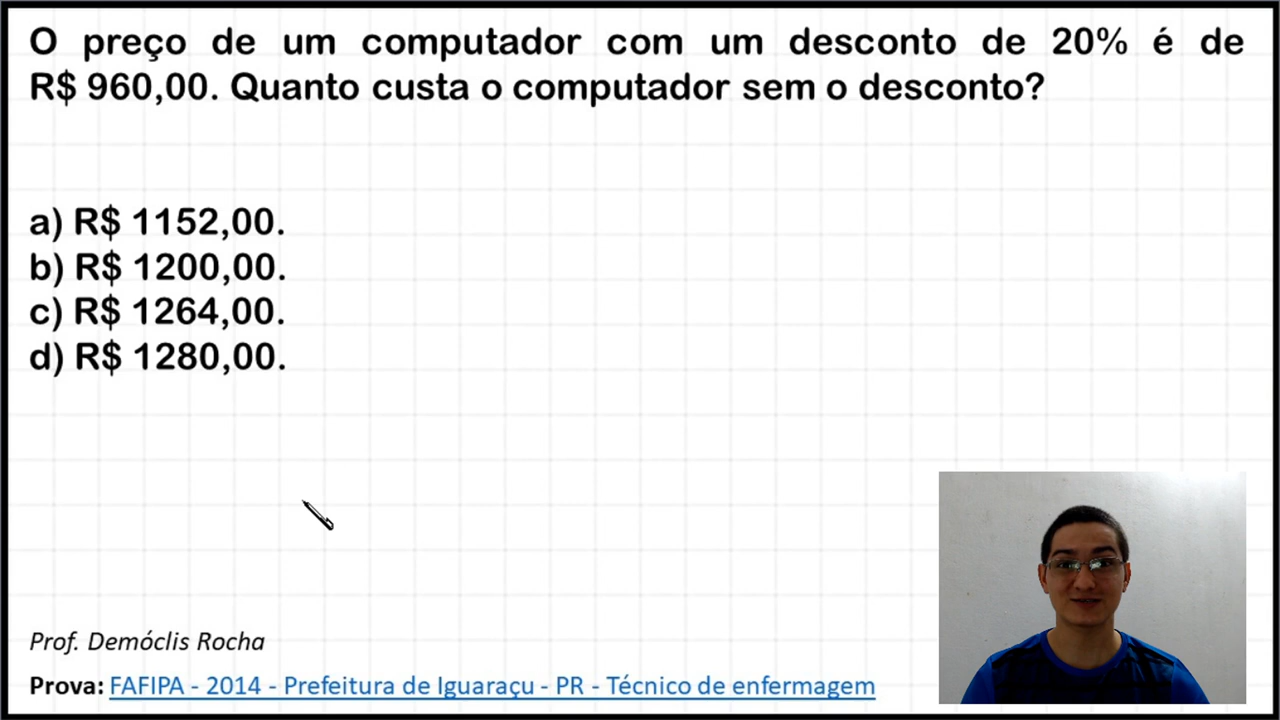 O preço de um computador com um desconto de 20% é de
R$ 960,00. Quanto custa o computador sem o desconto?
a) R$ 1152,00.
b) R$ 1200,00.
c) R$ 1264,00.
d) R$ 1280,00.
Prof. Demóclis Rocha
Prova: FAFIPA - 2014 - Prefeitura de Iguaraçu - PR - Técnico de enfermagem